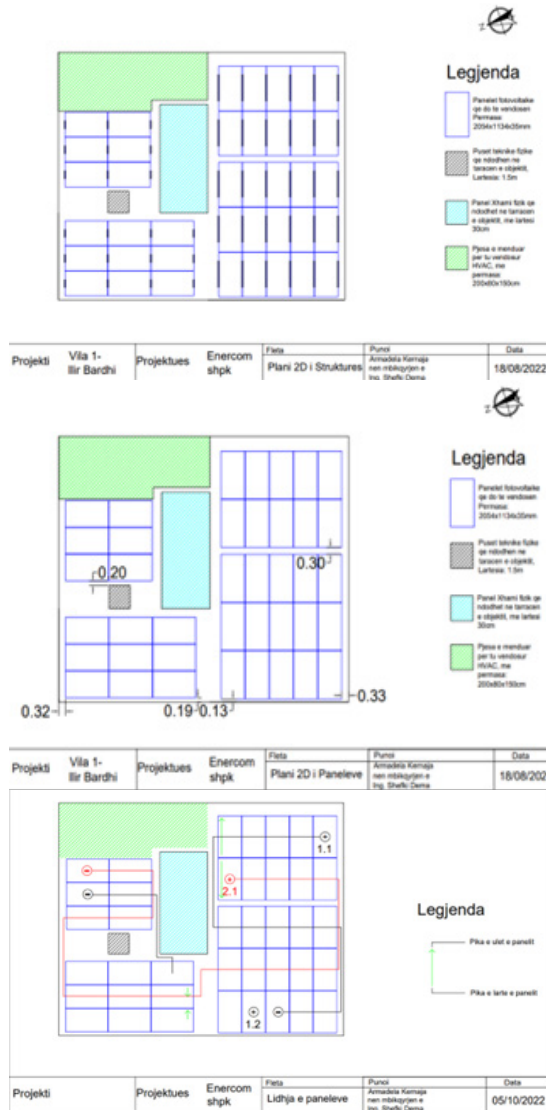 z
Legjenda
Panelet fotovoltaike
qe do te vendosen
Permasa:
2094x1134x35mm
Puset teknike fizike
qe ndodhen ne
taracen e objektit,
Lartesia: 1.5m
Panel Xhami fizik qe
ndodhet ne tarracen
e objektit, me lartesi
30cm
Pjesa e menduar
per tu vendosur
HVAC, me
permasa:
200x80x150cm
Projekti
Vila 1-
Ilir Bardhi
Projektues
Enercom
shpk
Fleta
Plani 2D i Struktures
Punoi
Armadela Kernaja
nen mbikqyrjen e
Ing. Shefki Dema
Data
18/08/2022
z
Legjenda
Panelet fotovoltaike
qe do te vendosen
Permasa:
2094x1134x35mm
Puset teknike fizike
qe ndodhen ne
taracen e objektit,
Lartesia: 1.5m
Panel Xhami fizik qe
ndodhet ne tarracen
e objektit, me lartesi
30cm
Pjesa e menduar
per tu vendosur
HVAC, me
permasa:
200x80x150cm
0.20
0.30
0.32
0.19
0.13
0.33
Projekti
Vila 1-
Ilir Bardhi
Projektues
Enercom
shpk
Fleta
Plani 2D i Paneleve
Punoi
Armadela Kernaja
nen mbikqyrjen e
Ing. Shefki Dema
Data
18/08/202
1.1
2.1
1.2
Legjenda
Pika e ulet e panelit
Pika e larte e panelit
Projekti
Projektues
Enercom
shpk
Fleta
Lidhja e paneleve
Punoi
Armadela Kernaja
nen mbikqyrjen e
Ing. Shefki Dema
Data
05/10/2022